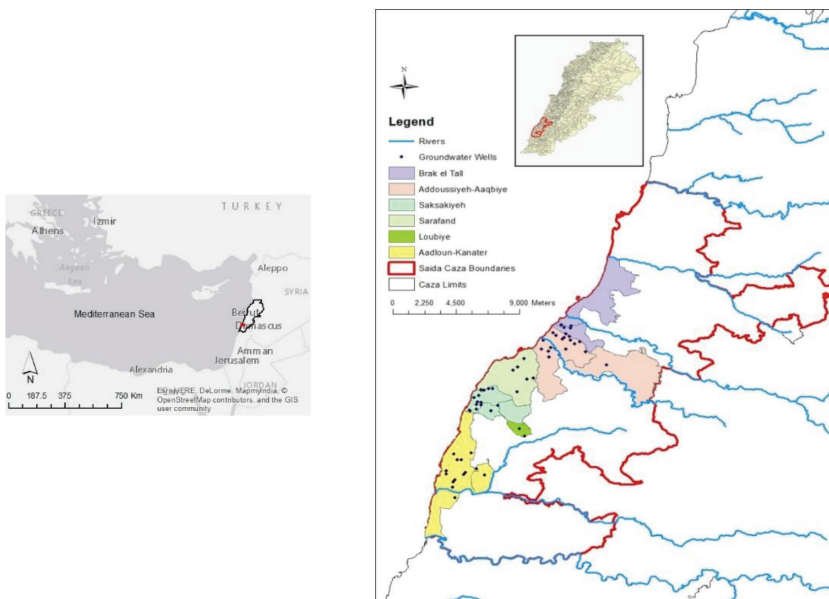 TURKEY
GREECE
Izmir
Athens
Aegean
Sea
Aleppo
SYRIA
Mediterranean Sea
Beirut
Damascus
Amman
Jerusalem
Alexandria
JORDAN
N
0 187.5 375 750 Km
DeLorme, MapmyIndia, ©
OpenStreetMap contributors, and the GIS
user community
N
Legend
Rivers
Groundwater Wells
Brak el Tall
Addoussiyeh-Aaqbiye
Saksakiyeh
Sarafand
Loubiye
Aadloun-Kanater
Saida Caza Boundaries
Caza Limits
0 2,250 4,500 9,000 Meters